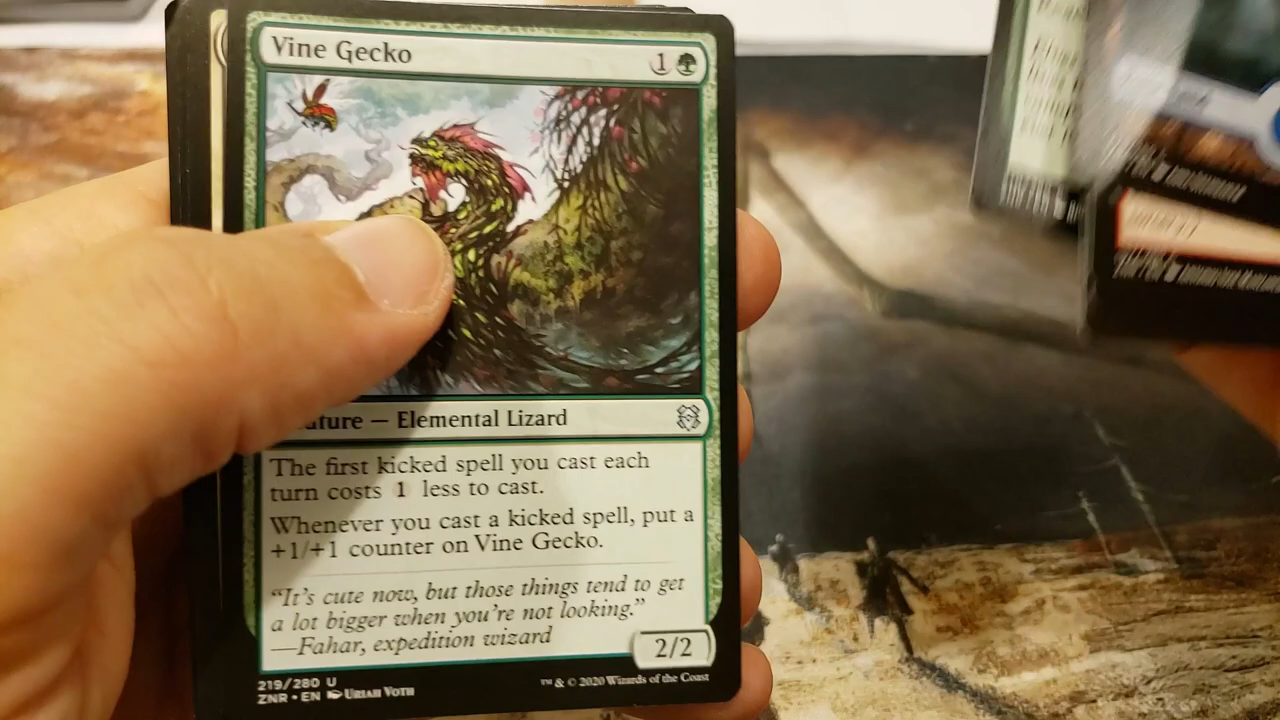 Vine Gecko 1
ature — Elemental Lizard
The first kicked spell you cast each
turn costs 1 less to cast.
Whenever you cast a kicked spell, put a
+1/+1 counter on Vine Gecko.
"It's cute now, but those things tend to get
a lot bigger when you're not looking."
—Fahar, expedition wizard
2/2
219/280 U
ZNR • EN Uriah Voth
™ & © 2020 Wizards of the Coast